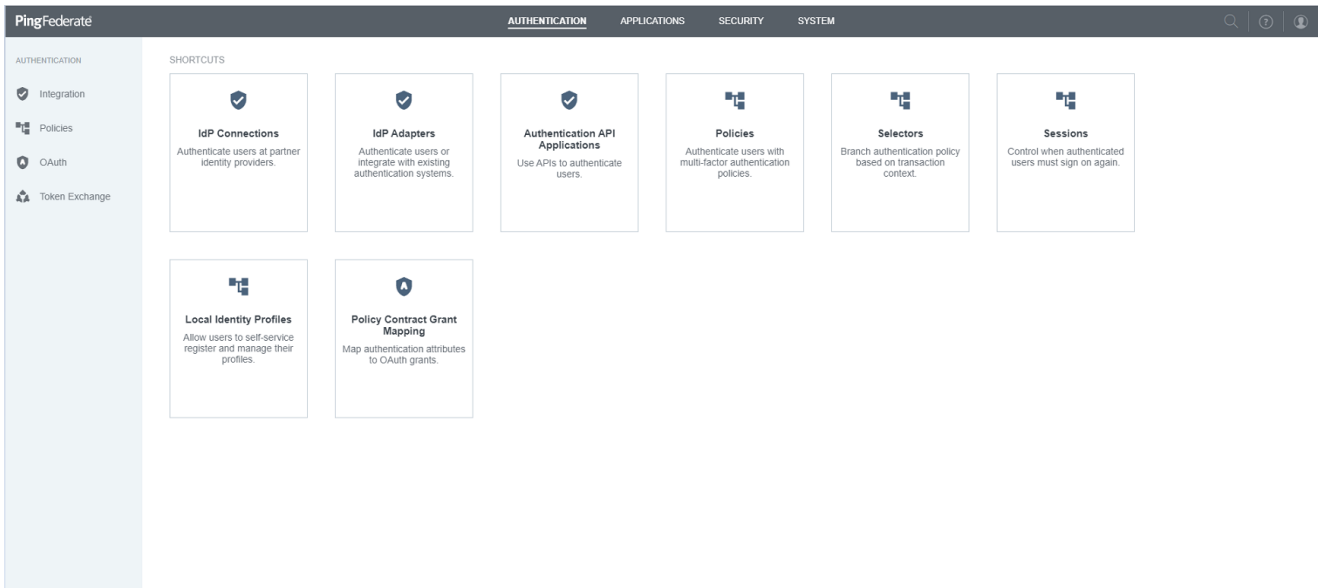 PingFederate
AUTHENTICATION
APPLICATIONS
SECURITY
SYSTEM
AUTHENTICATION
Integration
Policies
OAuth
Token Exchange
SHORTCUTS
IdP Connections
Authenticate users at partner
identity providers.
IdP Adapters
Authenticate users or
integrate with existing
authentication systems.
Authentication API
Applications
Use APIs to authenticate
users.
Policies
Authenticate users with
multi-factor authentication
policies.
Selectors
Branch authentication policy
based on transaction
context.
Sessions
Control when authenticated
users must sign on again.
Local Identity Profiles
Allow users to self-service
register and manage their
profiles.
Policy Contract Grant
Mapping
Map authentication attributes
to OAuth grants.